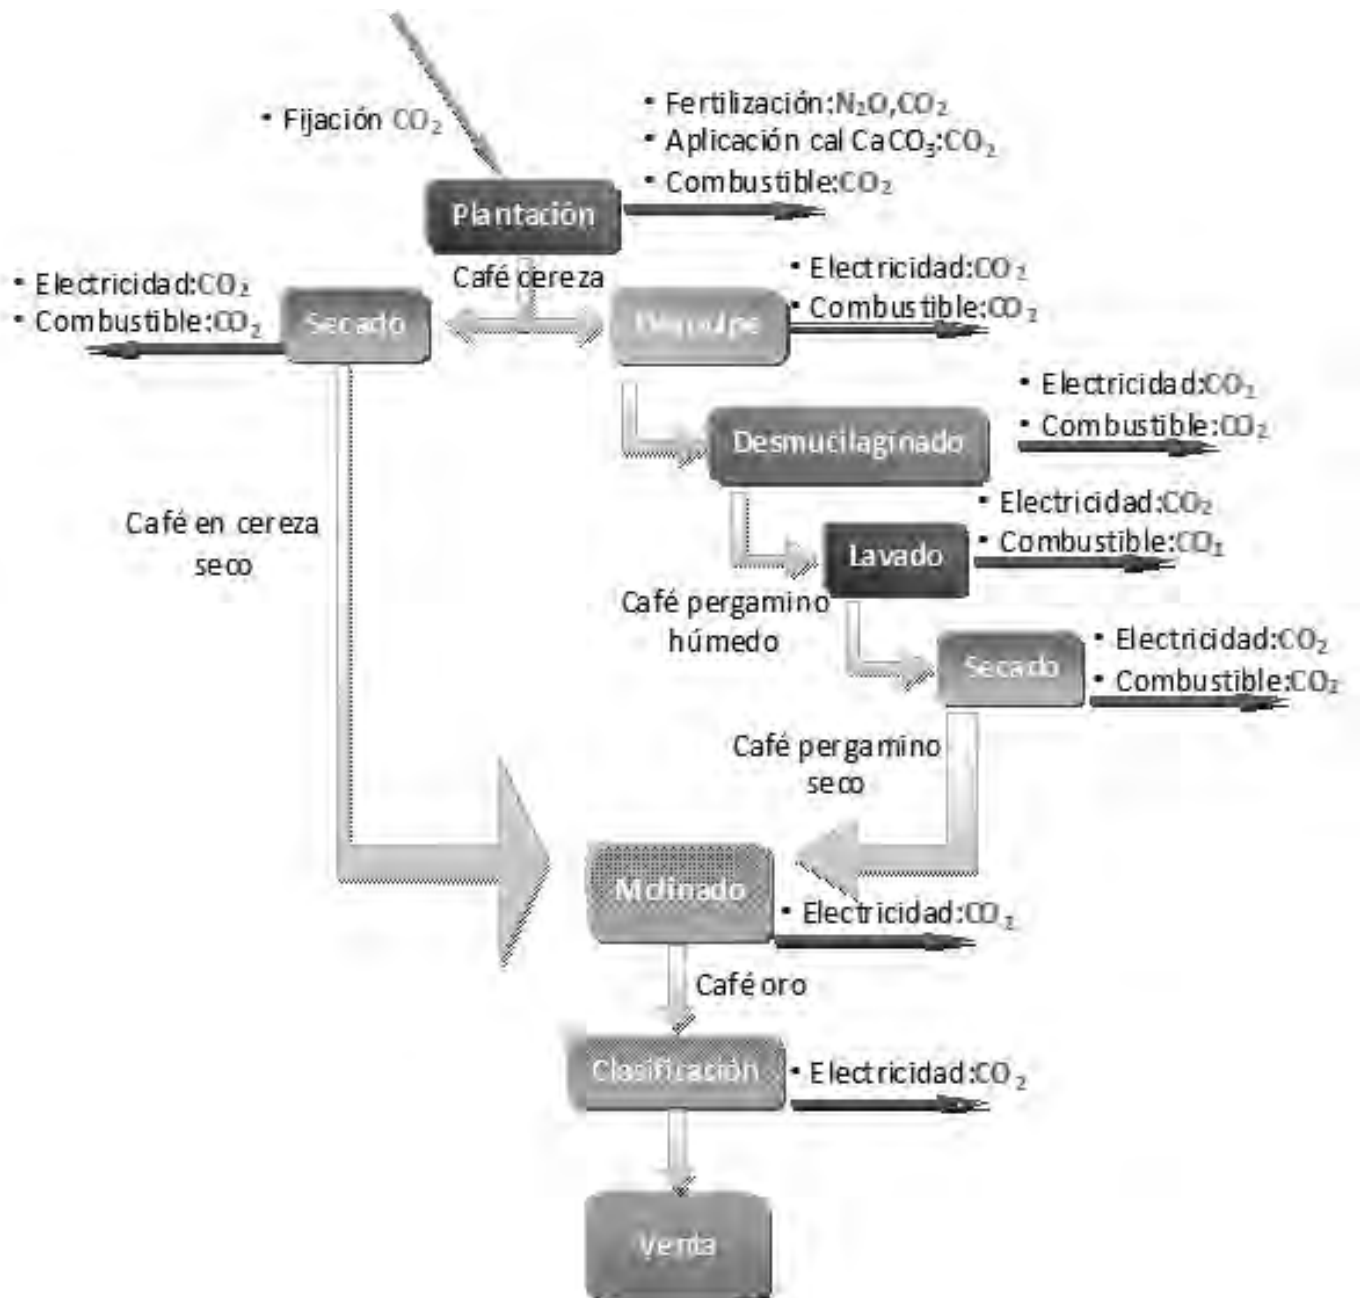 • Fijación CO₂
• Fertilización:N₂O,CO₂
• Aplicación cal CaCO₃:CO₂
• Combustible:CO₂
Plantación
Café cereza
• Electricidad:CO₂
• Combustible:CO₂
Secado
Despulpe
• Electricidad:CO₂
• Combustible:CO₂
Desmucilaginado
• Electricidad:CO₂
• Combustible:CO₂
Café en cereza
seco
Lavado
• Electricidad:CO₂
• Combustible:CO₂
Café pergamino
húmedo
Secado
• Electricidad:CO₂
• Combustible:CO₂
Café pergamino
seco
Molinado
• Electricidad:CO₂
Café oro
Clasificación
• Electricidad:CO₂
Venta